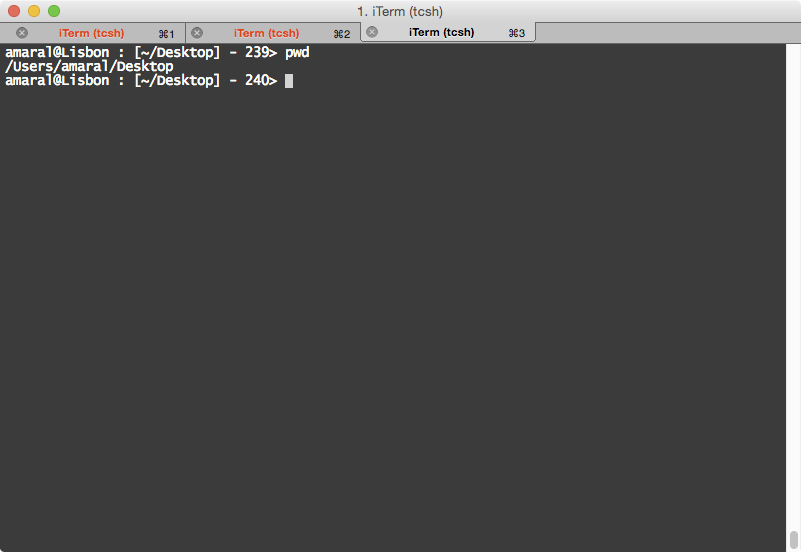 1. iTerm (tcsh)
iTerm (tcsh) ⌘1 iTerm (tcsh) ⌘2 iTerm (tcsh) ⌘3
amaral@Lisbon : [~/Desktop] - 239> pwd
/Users/amaral/Desktop
amaral@Lisbon : [~/Desktop] - 240>